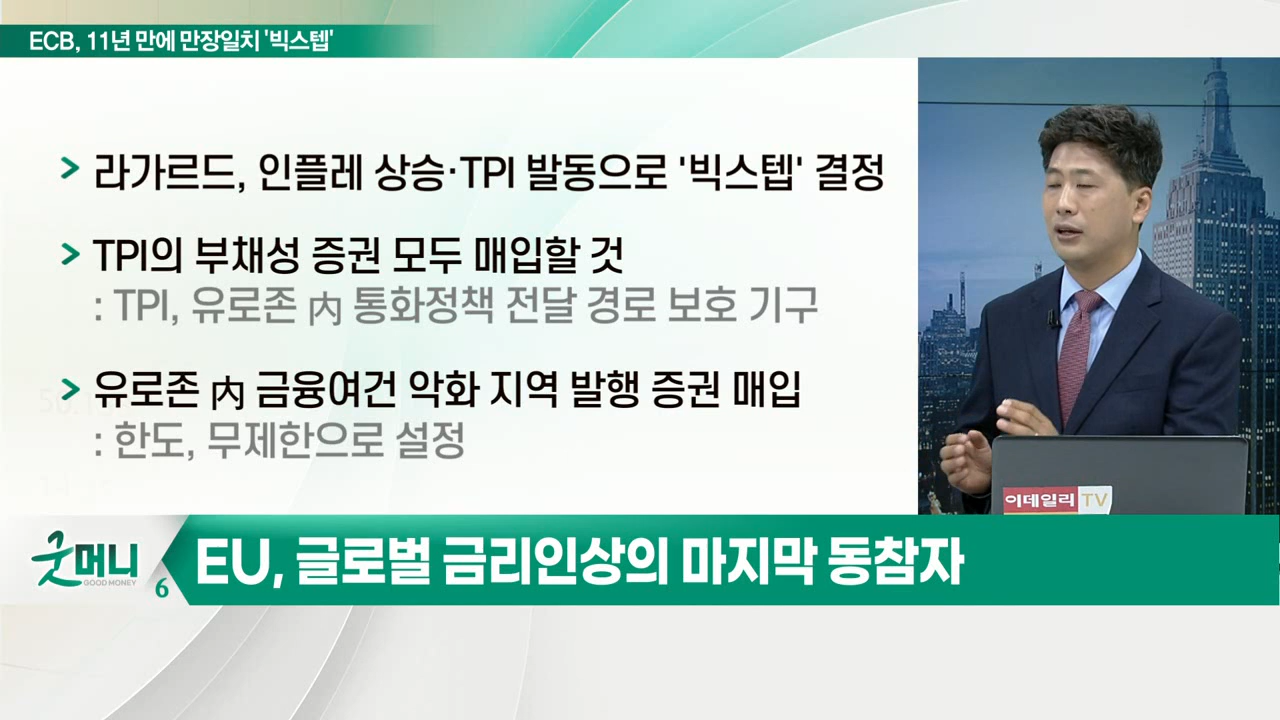 ECB, 11년 만에 만장일치 '빅스텝'
> 라가르드, 인플레 상승·TPI 발동으로 '빅스텝' 결정
> TPI의 부채성 증권 모두 매입할 것
: TPI, 유로존 內 통화정책 전달 경로 보호 기구
> 유로존 內 금융여건 악화 지역 발행 증권 매입
: 한도, 무제한으로 설정
이데일리 TV
굿머니
GOOD MONEY
6
EU, 글로벌 금리인상의 마지막 동참자